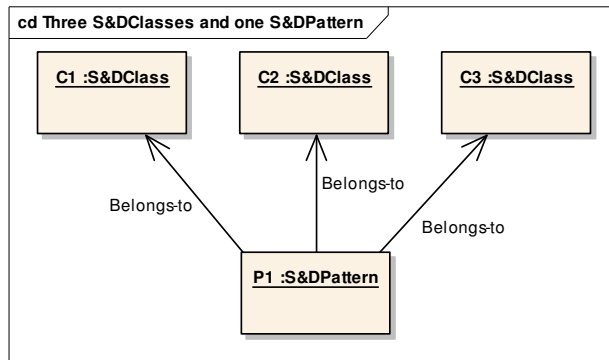 cd Three S&DClasses and one S&DPattern
C1 :S&DClass
C2 :S&DClass
C3 :S&DClass
Belongs-to
Belongs-to
Belongs-to
P1 :S&DPattern